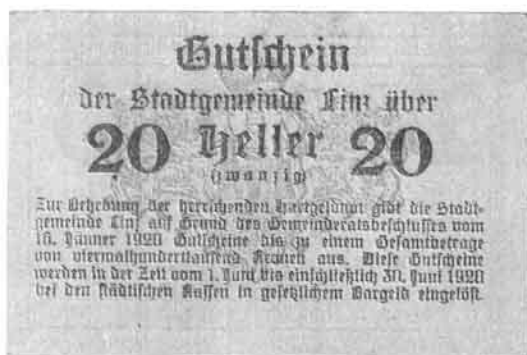 Gutschein
der Stadtgemeinde Linz über
20 Heller 20
(zwanzig)
Zur Behebung der herrschenden Hartgeldnot gibt die Stadt-
gemeinde Linz auf Grund des Gemeinderatsbeschlusses vom
16. Jänner 1920 Gutscheine bis zu einem Gesamtbetrage
von viermalhunderttausend Kronen aus. Diese Gutscheine
werden in der Zeit vom 1. Juni bis einschließlich 30. Juni 1920
bei den städtischen Kassen in gesetzlichem Bargeld eingelöst.